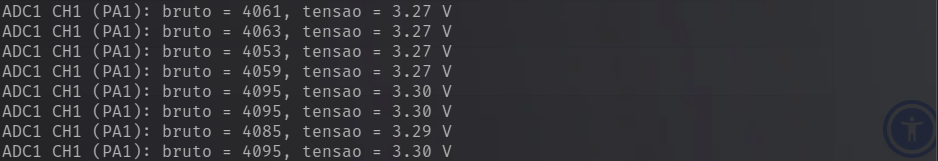 ADC1 CH1 (PA1): bruto = 4061, tensao = 3.27 V
ADC1 CH1 (PA1): bruto = 4063, tensao = 3.27 V
ADC1 CH1 (PA1): bruto = 4053, tensao = 3.27 V
ADC1 CH1 (PA1): bruto = 4059, tensao = 3.27 V
ADC1 CH1 (PA1): bruto = 4095, tensao = 3.30 V
ADC1 CH1 (PA1): bruto = 4095, tensao = 3.30 V
ADC1 CH1 (PA1): bruto = 4085, tensao = 3.29 V
ADC1 CH1 (PA1): bruto = 4095, tensao = 3.30 V